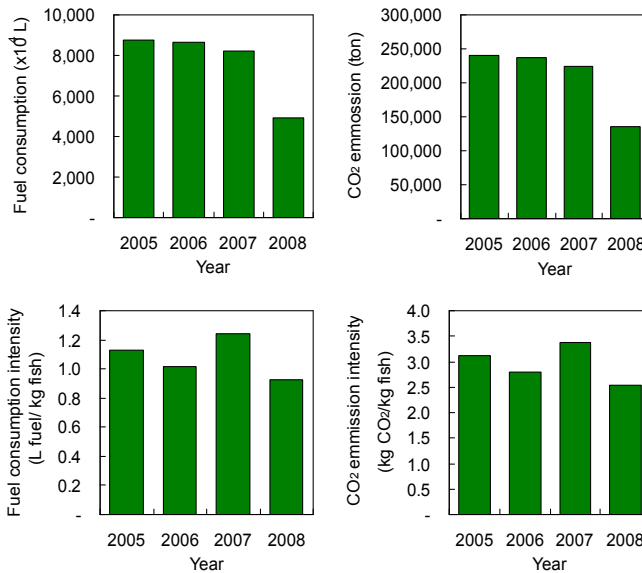 Fuel consumption (x10⁴ L)
10,000
8,000
6,000
4,000
2,000
-
2005 2006 2007 2008
Year
CO2 emmossion (ton)
300,000
250,000
200,000
150,000
100,000
50,000
-
2005 2006 2007 2008
Year
Fuel consumption intensity
(L fuel/ kg fish)
1.4
1.2
1.0
0.8
0.6
0.4
0.2
-
2005 2006 2007 2008
Year
CO2 emmission intensity
(kg CO2/kg fish)
4.0
3.5
3.0
2.5
2.0
1.5
1.0
0.5
-
2005 2006 2007 2008
Year